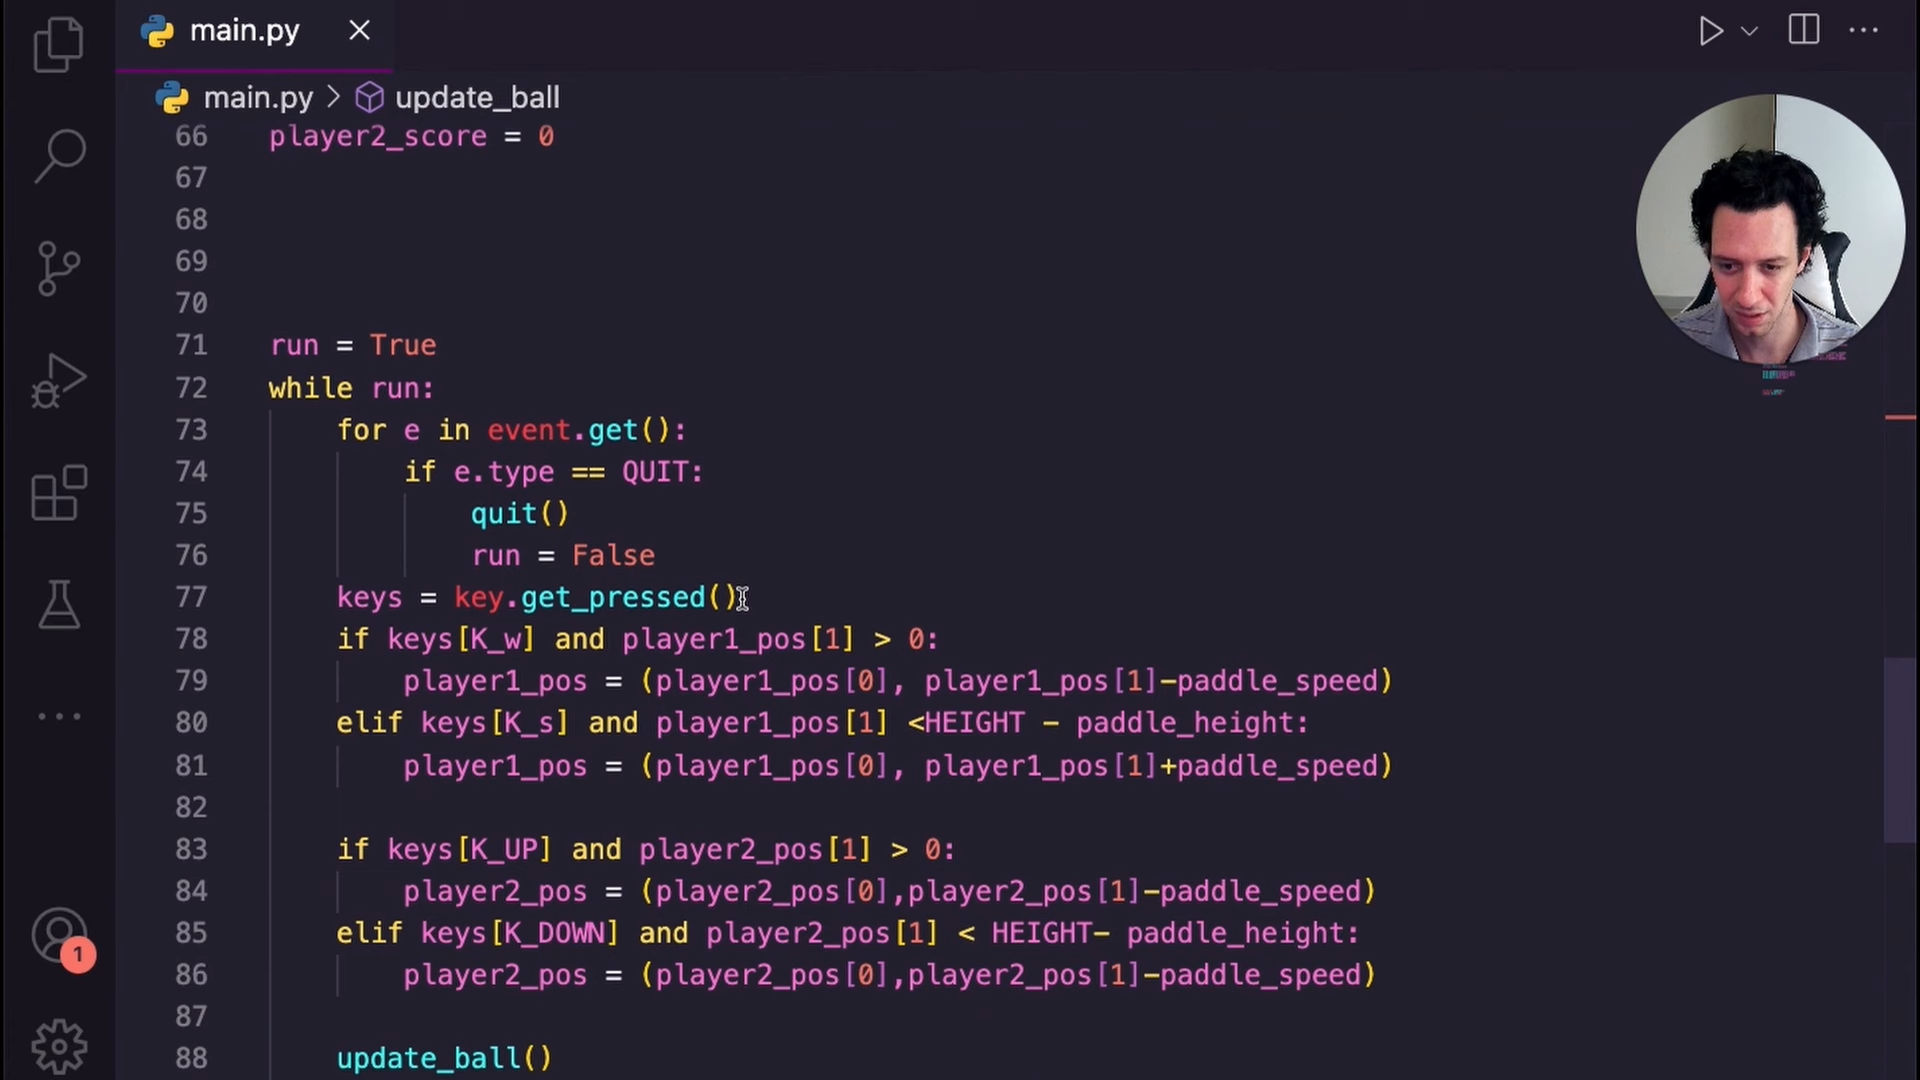 main.py
main.py > update_ball
66 player2_score = 0
67
68
69
70
71 run = True
72 while run:
73 for e in event.get():
74 if e.type == QUIT:
75 quit()
76 run = False
77 keys = key.get_pressed()
78 if keys[K_w] and player1_pos[1] > 0:
79 player1_pos = (player1_pos[0], player1_pos[1]-paddle_speed)
80 elif keys[K_s] and player1_pos[1] <HEIGHT - paddle_height:
81 player1_pos = (player1_pos[0], player1_pos[1]+paddle_speed)
82
83 if keys[K_UP] and player2_pos[1] > 0:
84 player2_pos = (player2_pos[0],player2_pos[1]-paddle_speed)
85 elif keys[K_DOWN] and player2_pos[1] < HEIGHT- paddle_height:
86 player2_pos = (player2_pos[0],player2_pos[1]-paddle_speed)
87
88 update_ball()
1